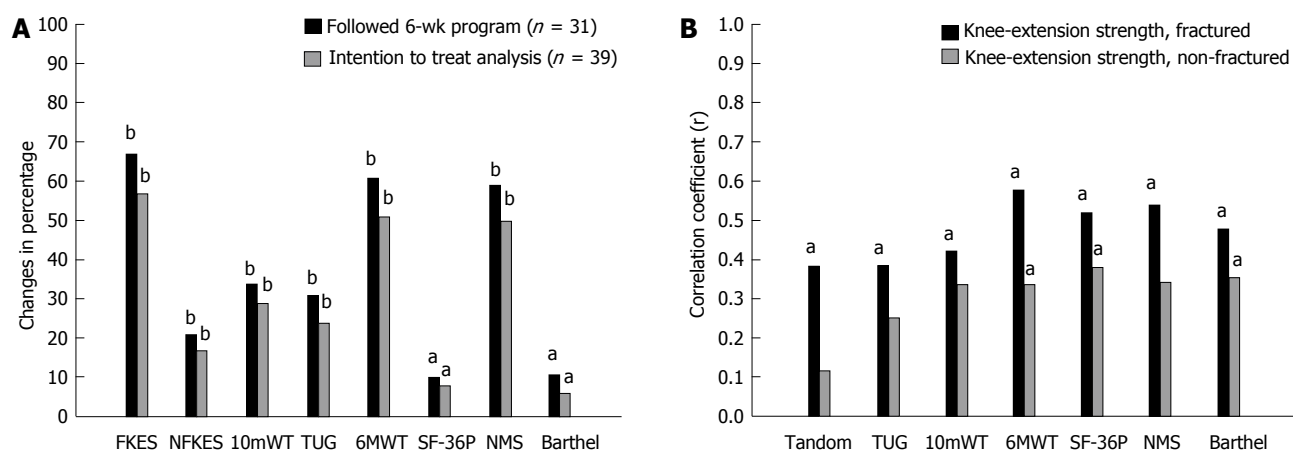 A
Followed 6-wk program (n = 31)
Intention to treat analysis (n = 39)
Changes in percentage
100
90
80
70
60
50
40
30
20
10
0
b
b
b
b
b
b
b
b
b
b
a
a
b
b
a
a
FKES NFKES 10mWT TUG 6MWT SF-36P NMS Barthel
B
Knee-extension strength, fractured
Knee-extension strength, non-fractured
Correlation coefficient (r)
1.0
0.9
0.8
0.7
0.6
0.5
0.4
0.3
0.2
0.1
0.0
a
a
a
a
a
a
a
a
a
a
Tandom TUG 10mWT 6MWT SF-36P NMS Barthel